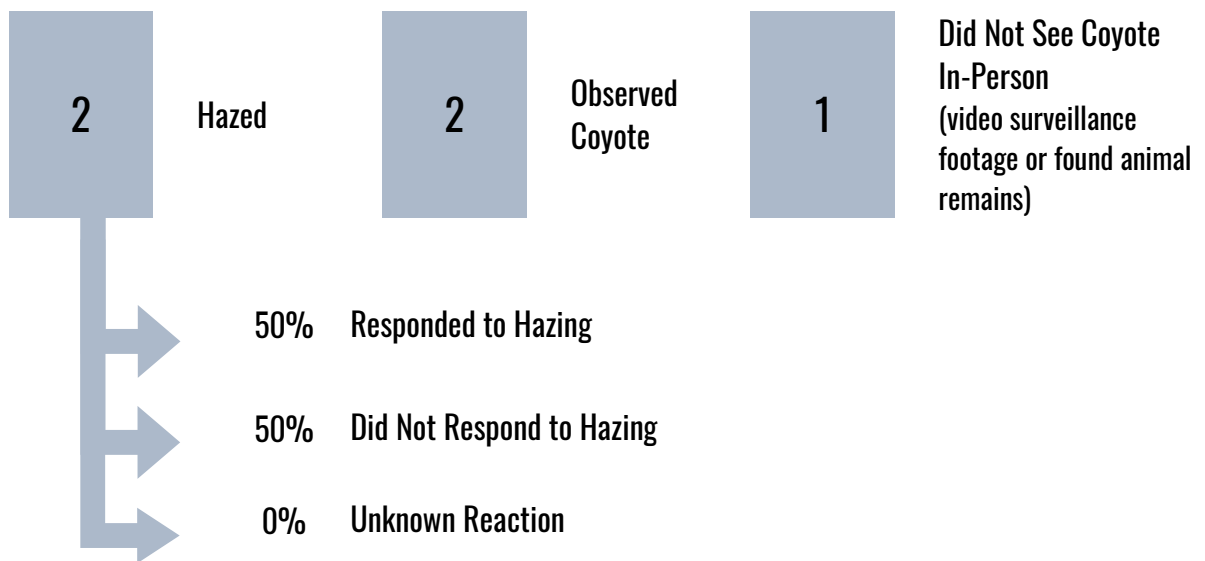 2
Hazed
2
Observed
Coyote
1
Did Not See Coyote
In-Person
(video surveillance
footage or found animal
remains)
50% Responded to Hazing
50% Did Not Respond to Hazing
0% Unknown Reaction